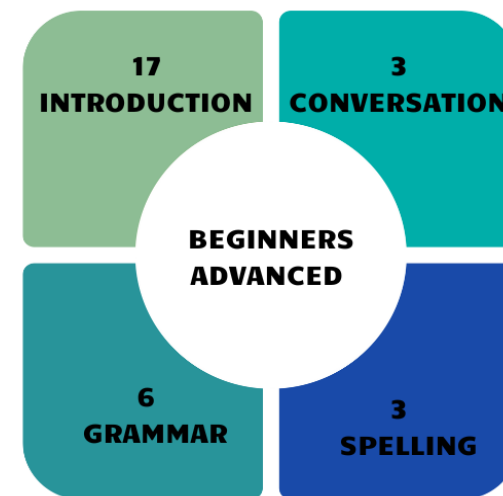 17
INTRODUCTION
3
CONVERSATION
BEGINNERS
ADVANCED
6
GRAMMAR
3
SPELLING